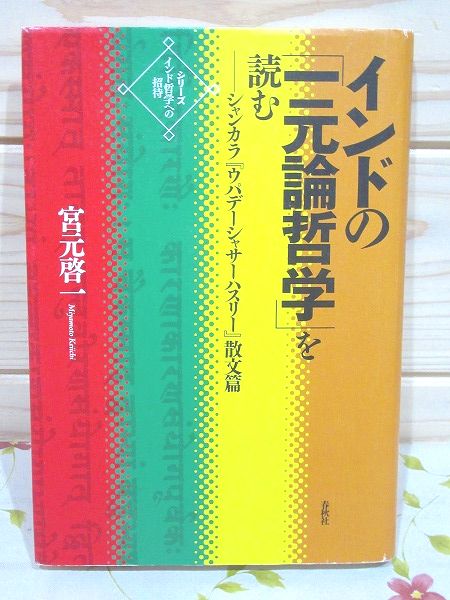 インドの
「一元論哲学」を
読む
──シャンカラ『ウパデーシャサーハスリー』散文篇
シリーズ
インド哲学への
招待
宮元啓一
Miyamoto Keiichi
春秋社